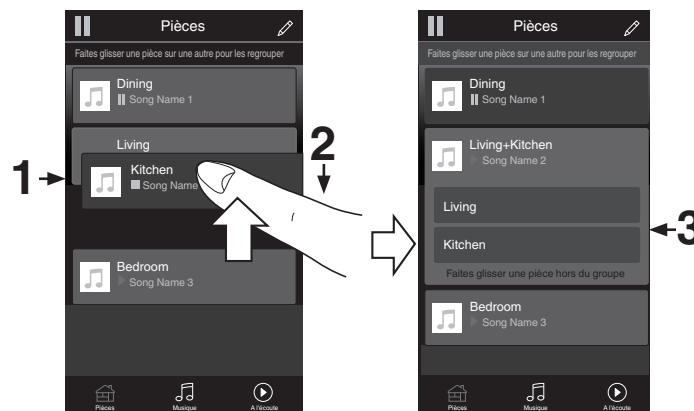 Pièces
Faites glisser une pièce sur une autre pour les regrouper
Dining
Song Name 1
Living
Kitchen
Song Name
Bedroom
Song Name 3
Pièces
Musique
A l'écoute
1
2
Pièces
Faites glisser une pièce sur une autre pour les regrouper
Dining
Song Name 1
Living+Kitchen
Song Name 2
Living
Kitchen
Faites glisser une pièce hors du groupe
Bedroom
Song Name 3
Pièces
Musique
A l'écoute
3